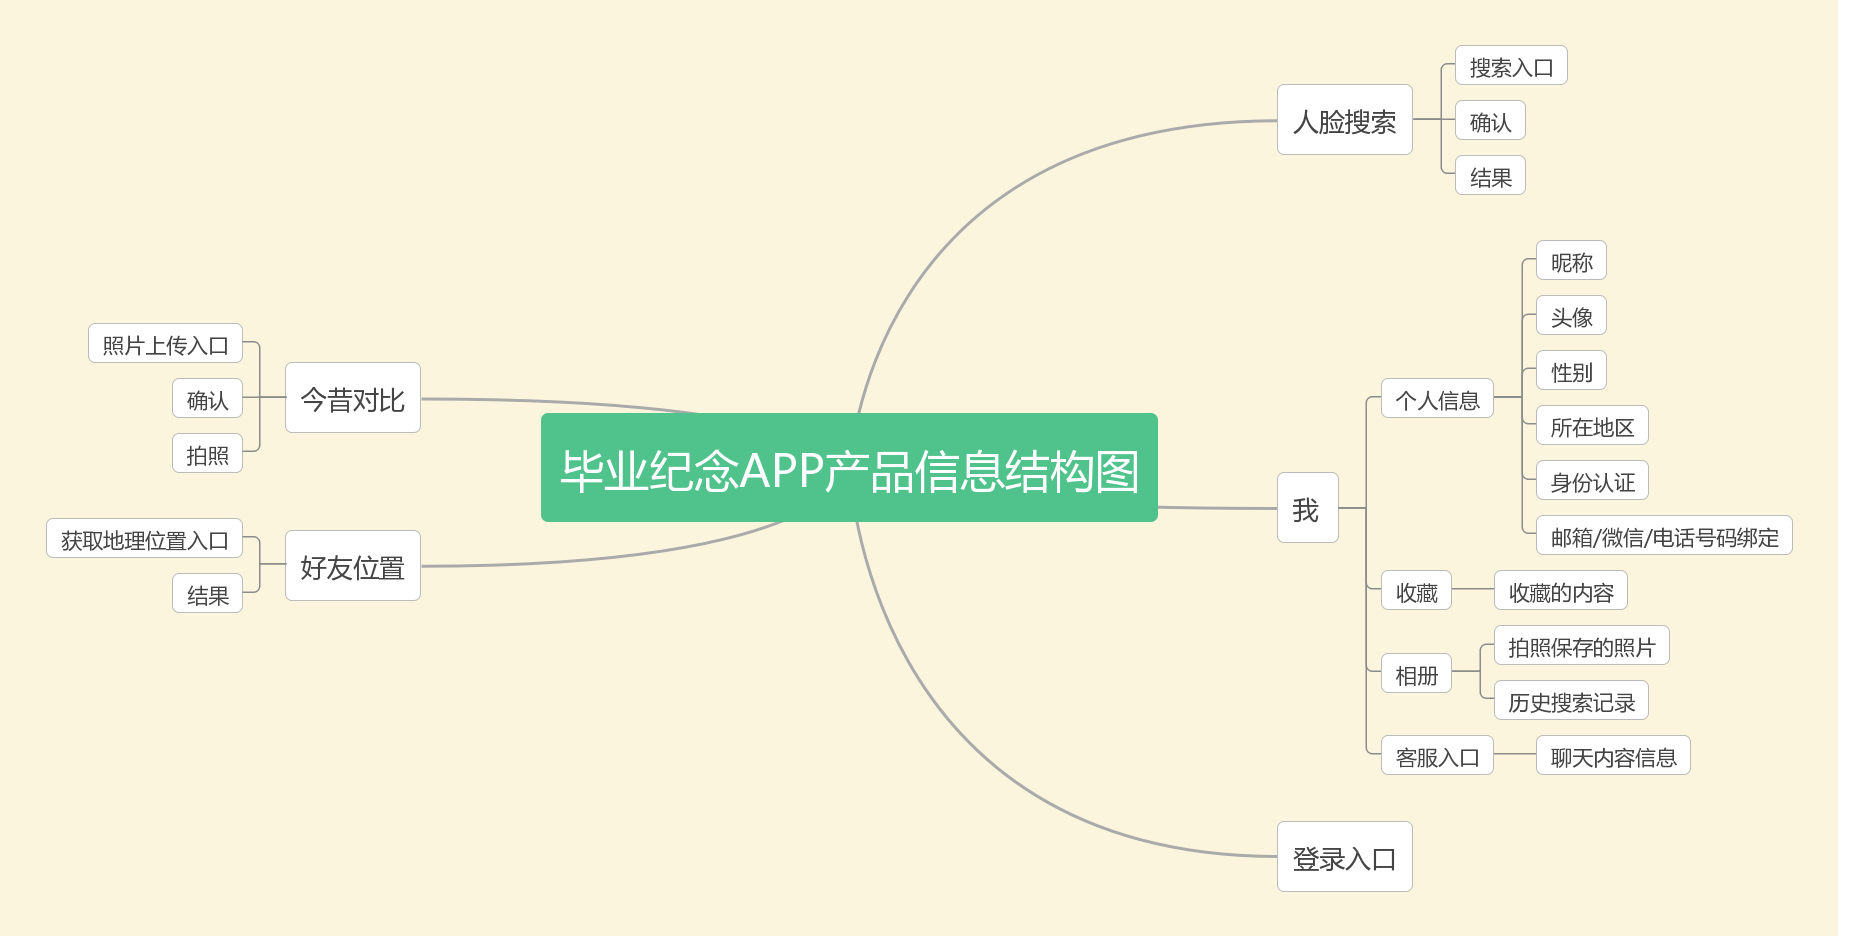 毕业纪念APP产品信息结构图
人脸搜索
搜索入口
确认
结果
我
个人信息
昵称
头像
性别
所在地区
身份认证
邮箱/微信/电话号码绑定
收藏
收藏的内容
相册
拍照保存的照片
历史搜索记录
客服入口
聊天内容信息
登录入口
今昔对比
照片上传入口
确认
拍照
好友位置
获取地理位置入口
结果